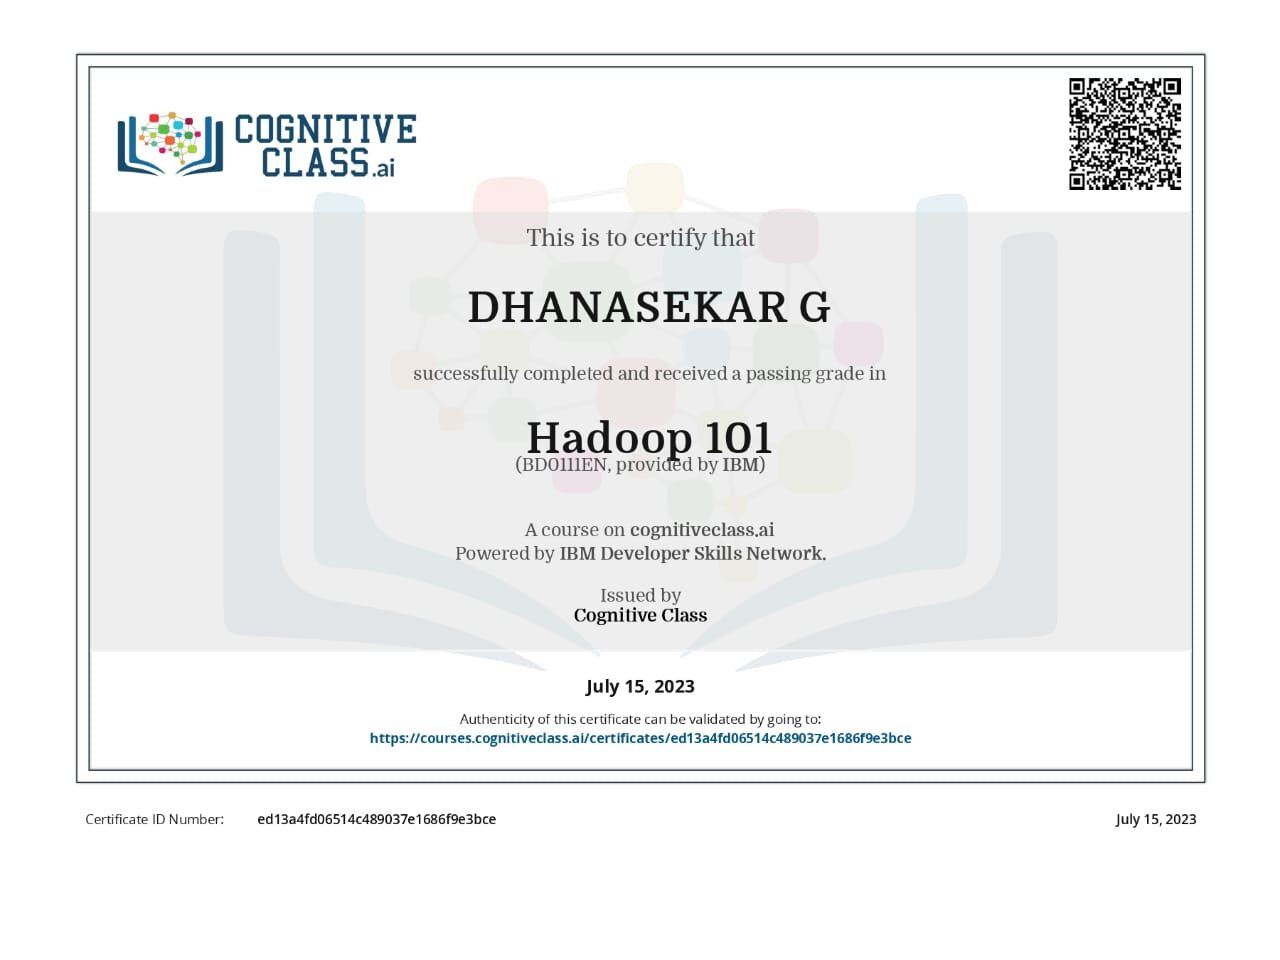 COGNITIVE
CLASS.ai
This is to certify that
DHANASEKAR G
successfully completed and received a passing grade in
Hadoop 101
(BD0111EN, provided by IBM)
A course on cognitiveclass.ai
Powered by IBM Developer Skills Network.
Issued by
Cognitive Class
July 15, 2023
Authenticity of this certificate can be validated by going to:
https://courses.cognitiveclass.ai/certificates/ed13a4fd06514c489037e1686f9e3bce
Certificate ID Number: ed13a4fd06514c489037e1686f9e3bce July 15, 2023